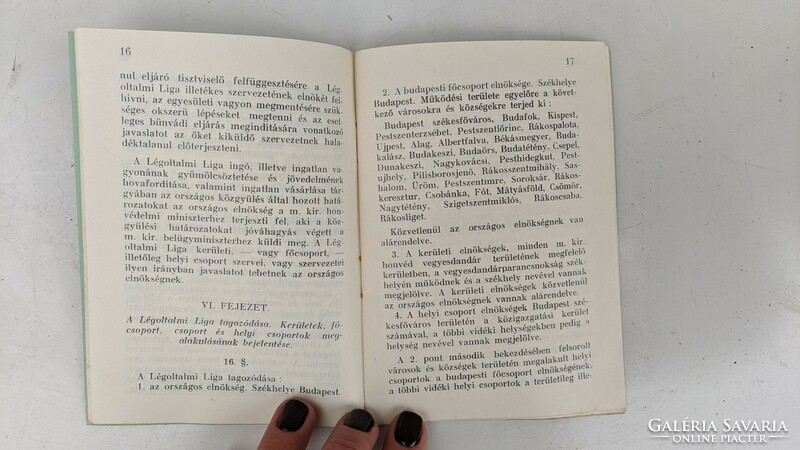 16
nul eljáró tisztviselő felfüggesztésére a Lég-
oltalmi Liga illetékes szervezetének elnökét fel-
hívni, az egyesületi vagyon megmentésére szük-
séges okszerű lépéseket megtenni és az eset-
leges bűnvádi eljárás megindítására vonatkozó
javaslatot az őket kiküldő szervezetnek hala-
déktalanul előterjeszteni.
A Légoltalmi Liga ingó, illetve ingatlan va-
gyonának gyümölcsöztetése és jövedelmének
hovafordítása, valamint ingatlan vásárlása tár-
gyában az országos közgyűlés által hozott hatá-
rozatokat az országos elnökség a m. kir. hon-
védelmi miniszterhez terjeszti fel, aki a köz-
gyűlési határozatokat jóváhagyás végett a
m. kir. belügyminiszterhez küldi meg. A Lég-
oltalmi Liga kerületi, — vagy főcsoport, —
illetőleg helyi csoport szervei, vagy szervezetei
ilyen irányban javaslatot tehetnek az országos
elnökségnek.
VI. FEJEZET.
A Légoltalmi Liga tagozódása. Kerületek, fő-
csoport, csoport és helyi csoportok meg-
alakulásának bejelentése.
16. §.
A Légoltalmi Liga tagozódása :
1. az országos elnökség. Székhelye Budapest.
17
2. A budapesti főcsoport elnöksége. Székhelye
Budapest. Működési területe egyelőre a követ-
kező városokra és községekre terjed ki :
Budapest székesfőváros, Budafok, Kispest,
Pestszenterzsébet, Pestszentlőrinc, Rákospalota,
Ujpest, Alag, Albertfalva, Békásmegyer, Buda-
kalász, Budakeszi, Budaörs, Budatétény, Csepel,
Dunakeszi, Nagykovácsi, Pesthidegkut, Pest-
ujhely, Pilisborosjenő, Rákosszentmihály, Sas-
halom, Üröm, Pestszentimre, Soroksár, Rákos-
keresztur, Csobánka, Fót, Mátyásföld, Csömör,
Nagytétény, Szigetszentmiklós, Rákoscsaba,
Rákosliget.
Közvetlenül az országos elnökségnek van
alárendelve.
3. A kerületi elnökségek, minden m. kir.
honvéd vegyesdandár területének megfelelő
kerületben, a vegyesdandárparancsnokság szék-
helyén működnek és a székhely nevével vannak
megjelölve. A kerületi elnökségek közvetlenül
az országos elnökségnek vannak alárendelve.
4. A helyi csoportok elnökségek Budapest szé-
kesfőváros területén a közigazgatási kerület
számával, a többi vidéki helységekben pedig a
helység nevével vannak megjelölve.
A 2. pont második bekezdésében felsorolt
városok és községek területén megalakult helyi
csoportok a budapesti főcsoport elnökségének,
a többi vidéki helyi csoportok a területileg ille-
GALÉRIA SAVARIA
ONLINE PIACTÉR